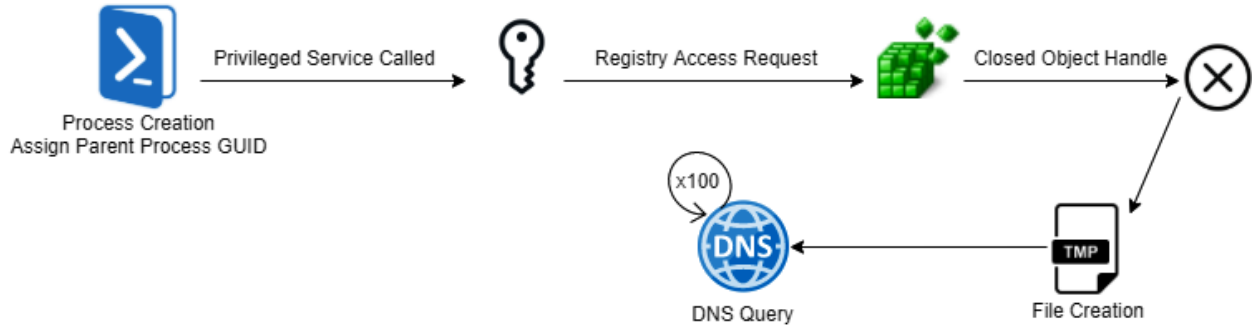 Privileged Service Called
Registry Access Request
Closed Object Handle
Process Creation
Assign Parent Process GUID
x100
DNS
TMP
DNS Query
File Creation